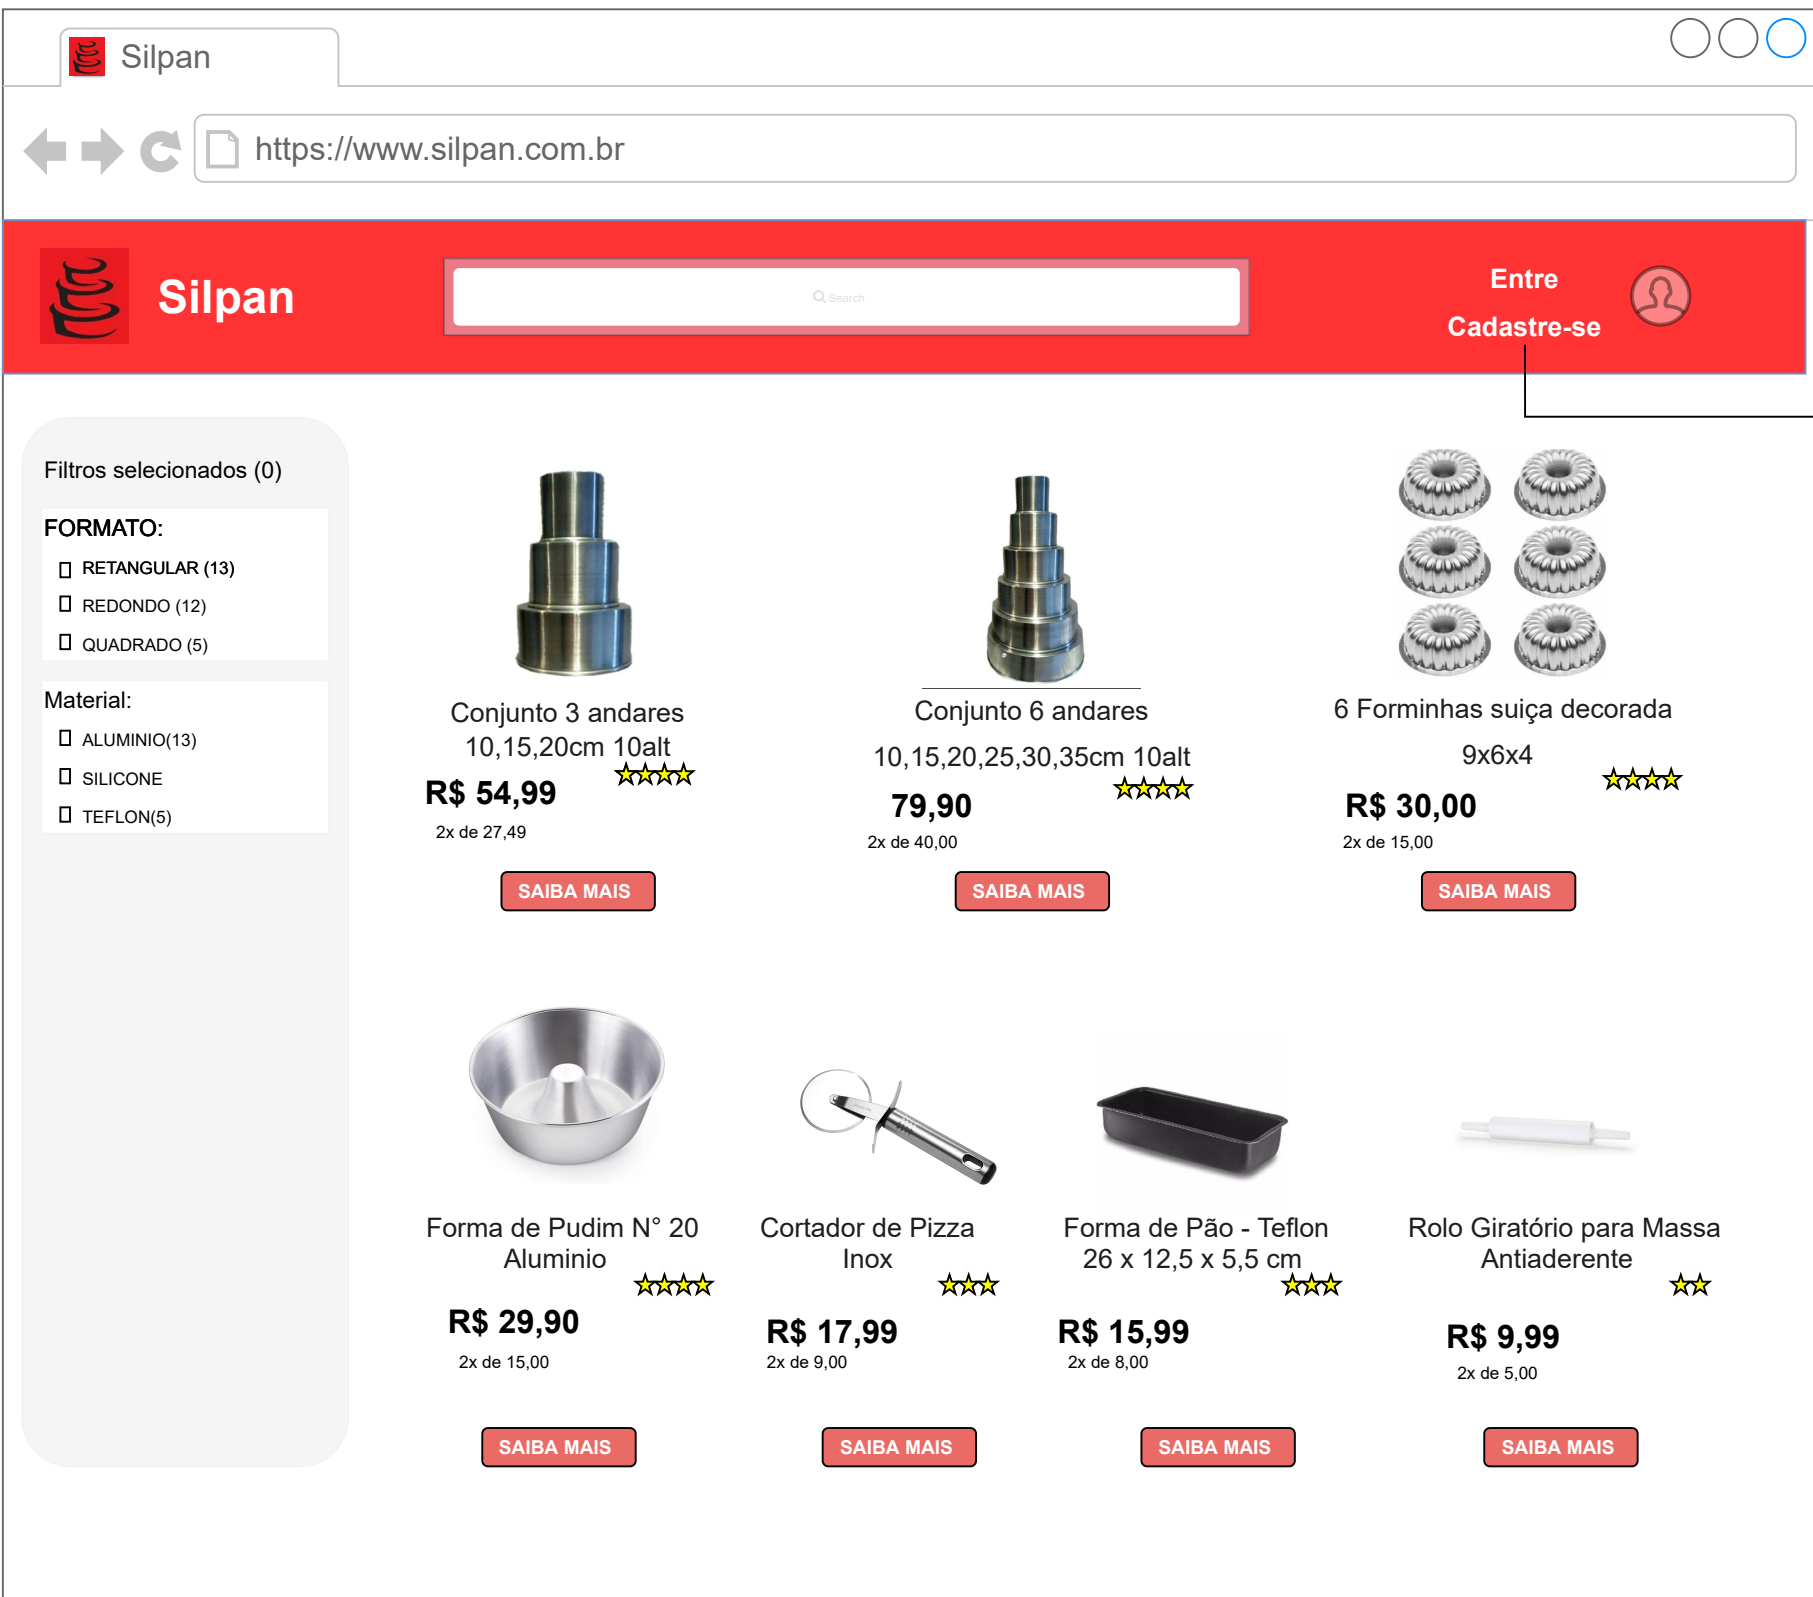 Silpan
https://www.silpan.com.br
Silpan
Search
Entre
Cadastre-se
Filtros selecionados (0)
FORMATO:
RETANGULAR (13)
REDONDO (12)
QUADRADO (5)
Material:
ALUMINIO(13)
SILICONE
TEFLON(5)
Conjunto 3 andares
10,15,20cm 10alt
R$ 54,99
2x de 27,49
SAIBA MAIS
Conjunto 6 andares
10,15,20,25,30,35cm 10alt
79,90
2x de 40,00
SAIBA MAIS
6 Forminhas suiça decorada
9x6x4
R$ 30,00
2x de 15,00
SAIBA MAIS
Forma de Pudim N° 20
Aluminio
R$ 29,90
2x de 15,00
SAIBA MAIS
Cortador de Pizza
Inox
R$ 17,99
2x de 9,00
SAIBA MAIS
Forma de Pão - Teflon
26 x 12,5 x 5,5 cm
R$ 15,99
2x de 8,00
SAIBA MAIS
Rolo Giratório para Massa
Antiaderente
R$ 9,99
2x de 5,00
SAIBA MAIS